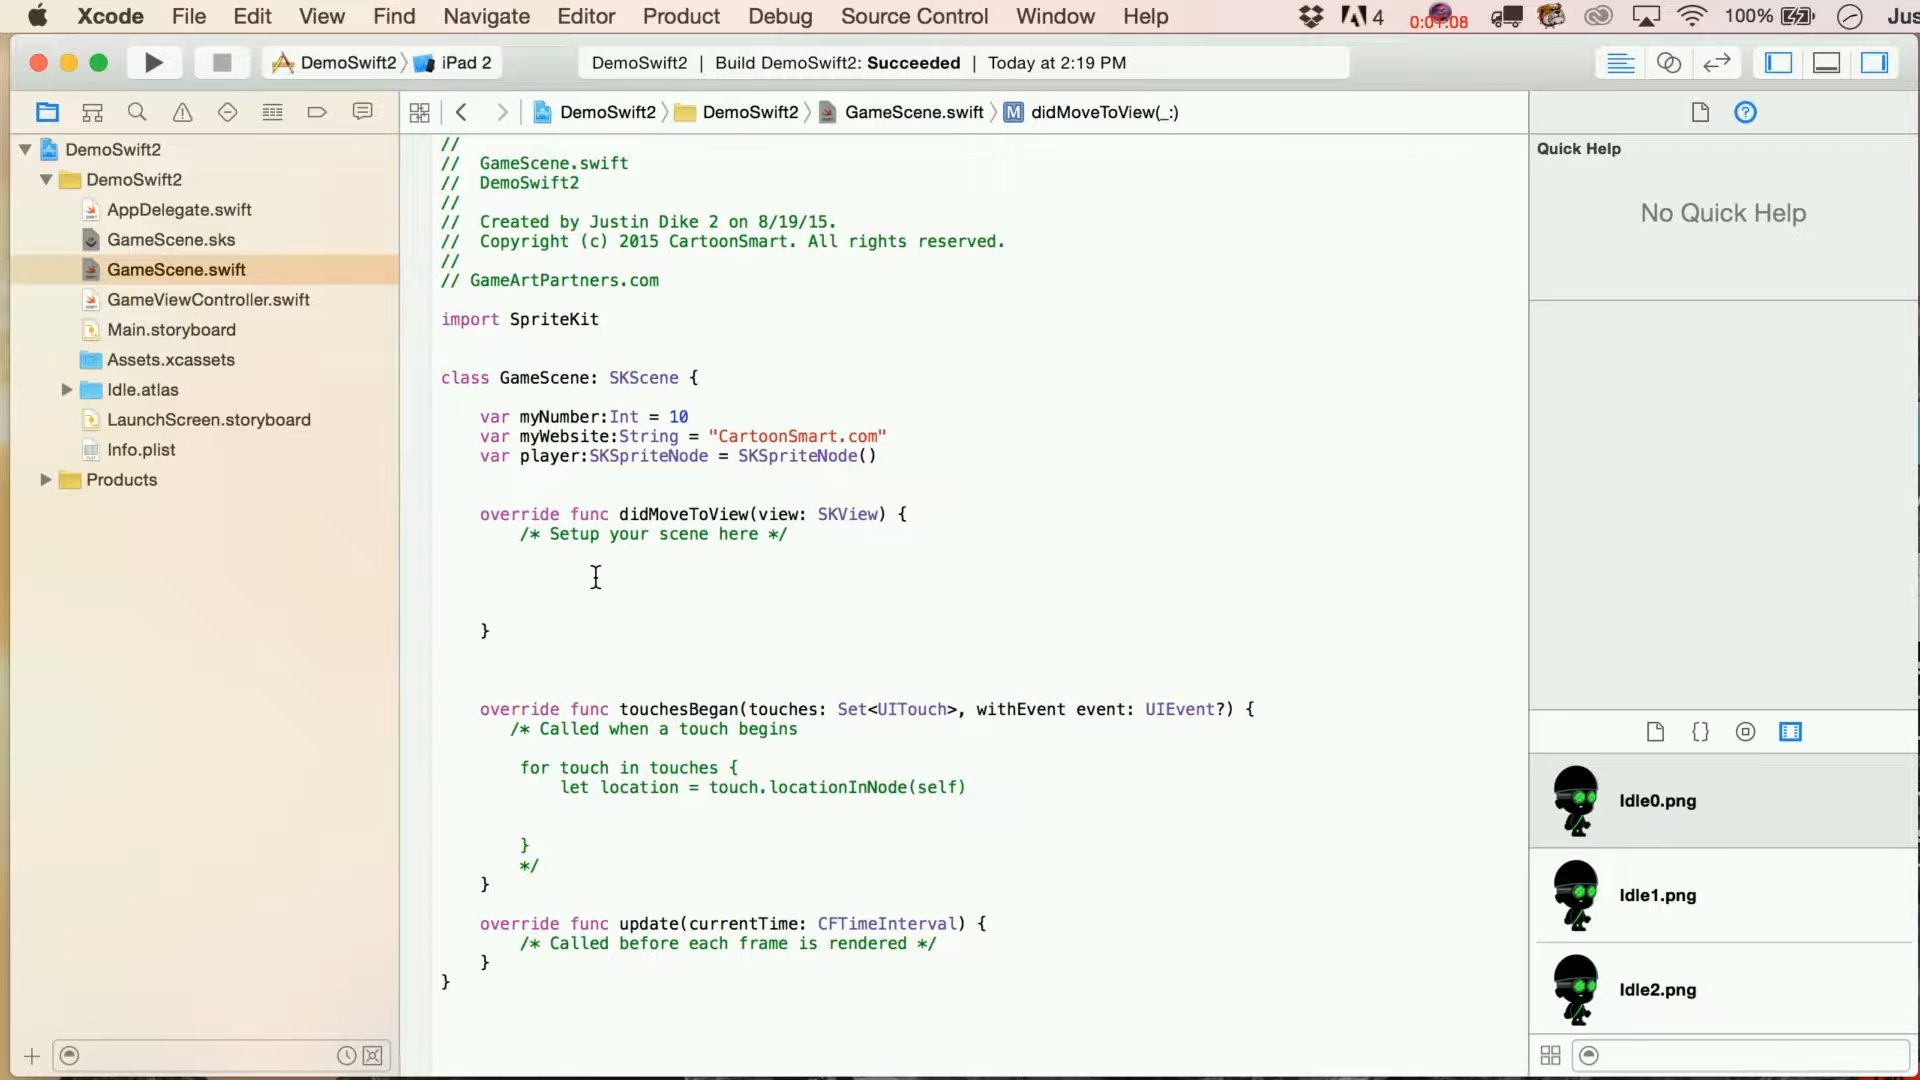 Xcode File Edit View Find Navigate Editor Product Debug Source Control Window Help 4 0:01:08 100% Jus
DemoSwift2 iPad 2 DemoSwift2 | Build DemoSwift2: Succeeded | Today at 2:19 PM
DemoSwift2 DemoSwift2 GameScene.swift M didMoveToView(_:)
DemoSwift2
DemoSwift2
AppDelegate.swift
GameScene.sks
GameScene.swift
GameViewController.swift
Main.storyboard
Assets.xcassets
Idle.atlas
LaunchScreen.storyboard
Info.plist
Products
//
// GameScene.swift
// DemoSwift2
//
// Created by Justin Dike 2 on 8/19/15.
// Copyright (c) 2015 CartoonSmart. All rights reserved.
//
// GameArtPartners.com
import SpriteKit
class GameScene: SKScene {
var myNumber:Int = 10
var myWebsite:String = "CartoonSmart.com"
var player:SKSpriteNode = SKSpriteNode()
override func didMoveToView(view: SKView) {
/* Setup your scene here */
}
override func touchesBegan(touches: Set<UITouch>, withEvent event: UIEvent?) {
/* Called when a touch begins
for touch in touches {
let location = touch.locationInNode(self)
}
*/
}
override func update(currentTime: CFTimeInterval) {
/* Called before each frame is rendered */
}
}
Quick Help
No Quick Help
{}
Idle0.png
Idle1.png
Idle2.png